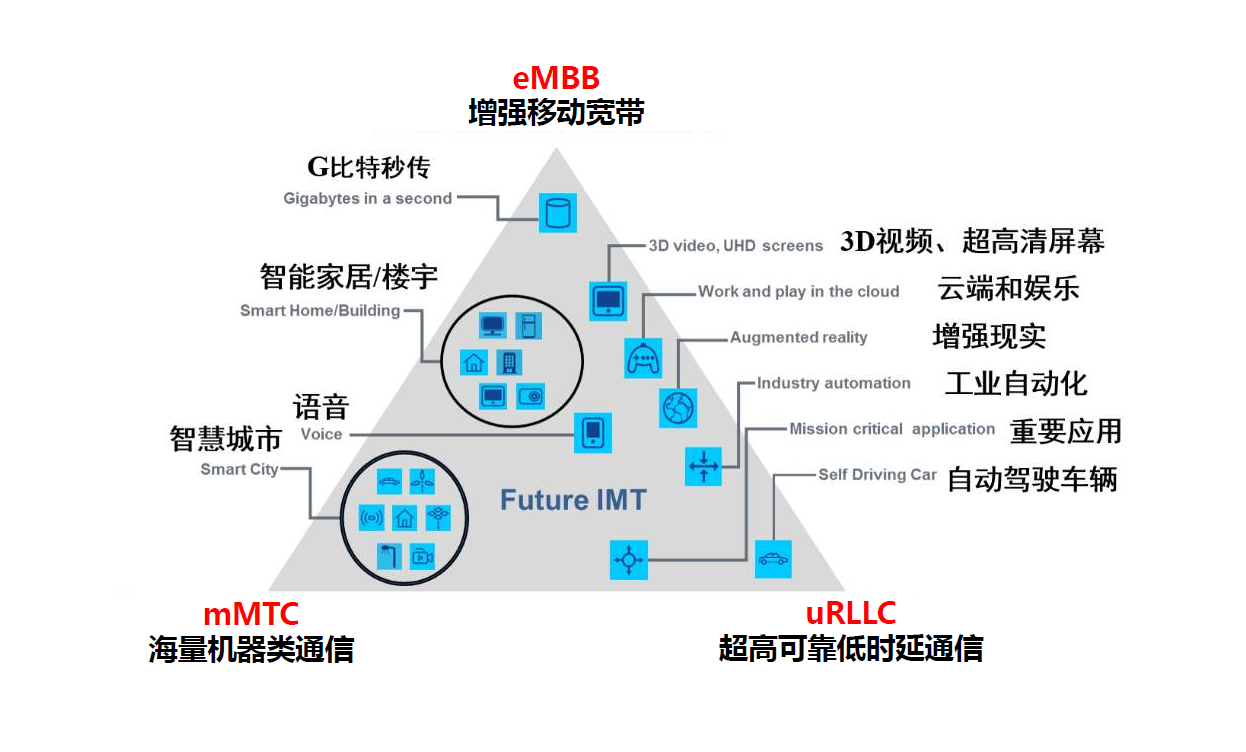 eMBB
增强移动宽带
G比特秒传
Gigabytes in a second
3D video, UHD screens
3D视频、超高清屏幕
智能家居/楼宇
Smart Home/Building
Work and play in the cloud
云端和娱乐
Augmented reality
增强现实
Industry automation
工业自动化
语音
Voice
Mission critical application
重要应用
智慧城市
Smart City
Self Driving Car
自动驾驶车辆
Future IMT
mMTC
海量机器类通信
uRLLC
超高可靠低时延通信